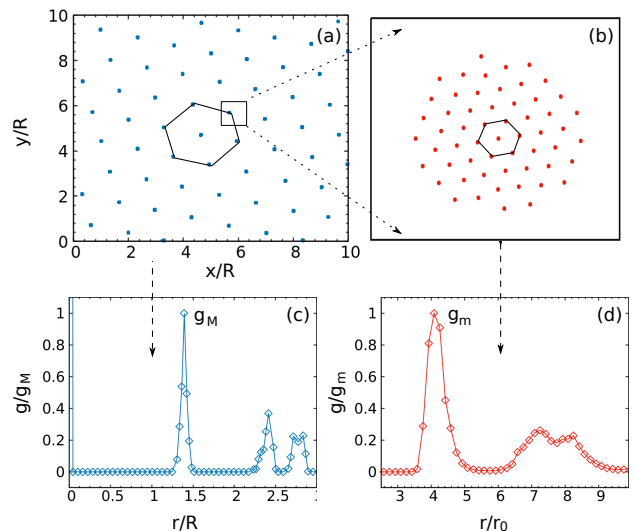 (a)
(b)
y/R
10
8
6
4
2
0
0 2 4 6 8 10
x/R
(c)
(d)
g_M
g_m
g/g_M
g/g_m
1
0.8
0.6
0.4
0.2
0
1
0.8
0.6
0.4
0.2
0
0 0.5 1 1.5 2 2.5 3
3 4 5 6 7 8 9
r/R
r/r_0